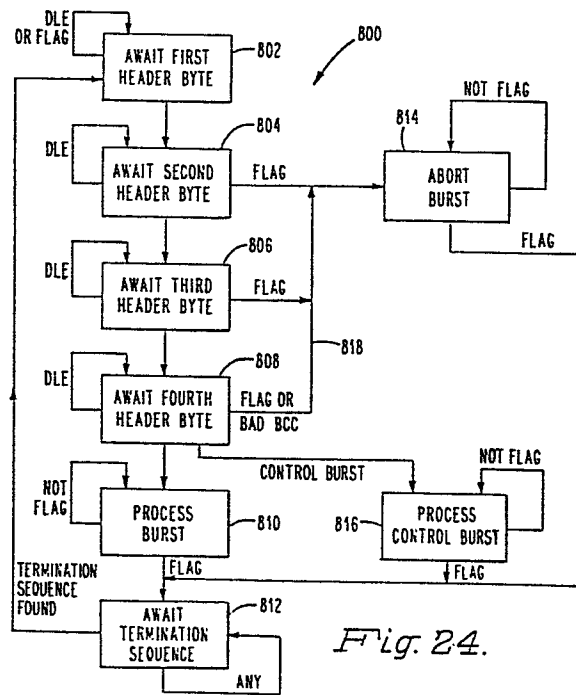 DLE
OR FLAG
AWAIT FIRST
HEADER BYTE
802
800
DLE
AWAIT SECOND
HEADER BYTE
804
FLAG
NOT FLAG
814
ABORT
BURST
FLAG
DLE
AWAIT THIRD
HEADER BYTE
806
FLAG
818
DLE
AWAIT FOURTH
HEADER BYTE
808
FLAG OR
BAD BCC
CONTROL BURST
NOT FLAG
NOT
FLAG
PROCESS
BURST
810
816
PROCESS
CONTROL BURST
FLAG
FLAG
TERMINATION
SEQUENCE
FOUND
AWAIT
TERMINATION
SEQUENCE
812
ANY
Fig. 24.